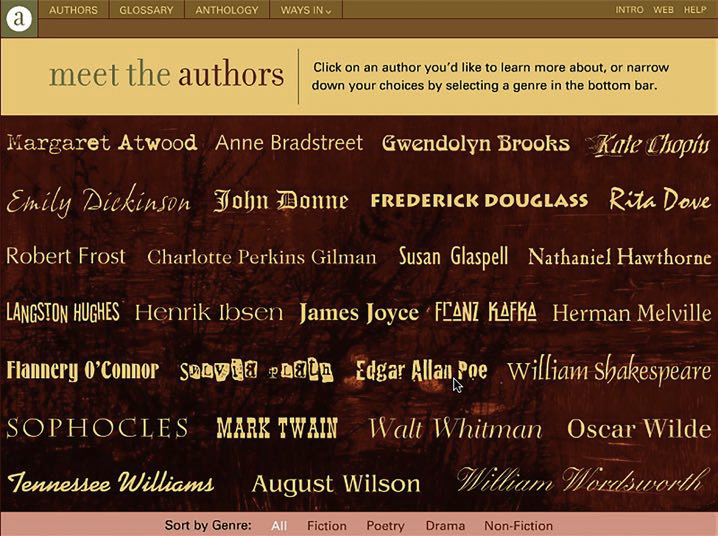 a AUTHORS GLOSSARY ANTHOLOGY WAYS IN INTRO WEB HELP
meet the authors
Click on an author you'd like to learn more about, or narrow
down your choices by selecting a genre in the bottom bar.
Margaret Atwood Anne Bradstreet Gwendolyn Brooks Kate Chopin
Emily Dickinson John Donne FREDERICK DOUGLASS Rita Dove
Robert Frost Charlotte Perkins Gilman Susan Glaspell Nathaniel Hawthorne
LANGSTON HUGHES Henrik Ibsen James Joyce FRANZ KAFKA Herman Melville
Flannery O'Connor Sylvia Plath Edgar Allan Poe William Shakespeare
SOPHOCLES MARK TWAIN Walt Whitman Oscar Wilde
Tennessee Williams August Wilson William Wordsworth
Sort by Genre: All Fiction Poetry Drama Non-Fiction